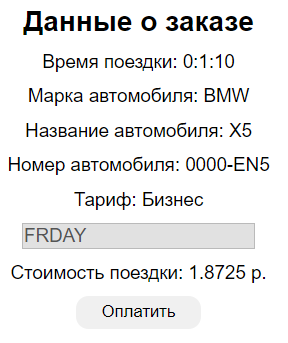 Данные о заказе
Время поездки: 0:1:10
Марка автомобиля: BMW
Название автомобиля: X5
Номер автомобиля: 0000-EN5
Тариф: Бизнес
FRDAY
Стоимость поездки: 1.8725 р.
Оплатить